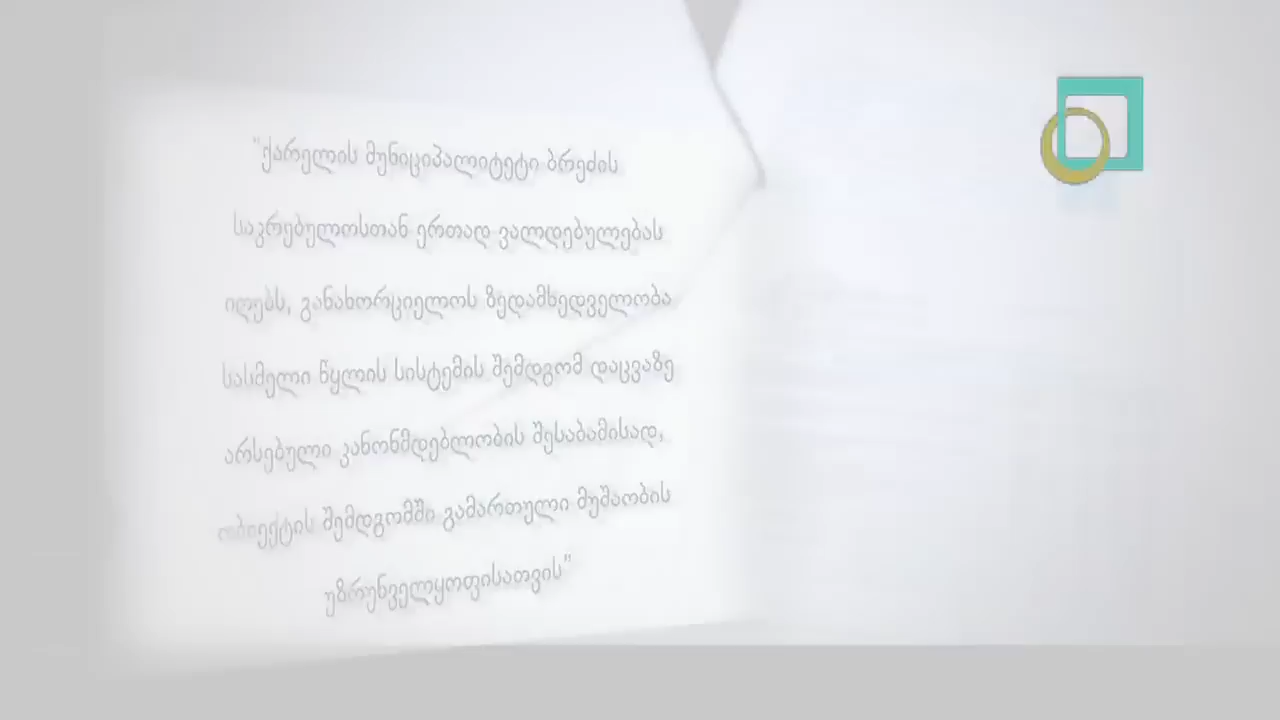 "ქარელის მუნიციპალიტეტი ბრეძის
საკრებულოსთან ერთად ვალდებულებას
იღებს, განახორციელოს ზედამხედველობა
სასმელი წყლის სისტემის შემდგომ დაცვაზე
არსებული კანონმდებლობის შესაბამისად,
ობიექტის შემდგომში გამართული მუშაობის
უზრუნველყოფისათვის"